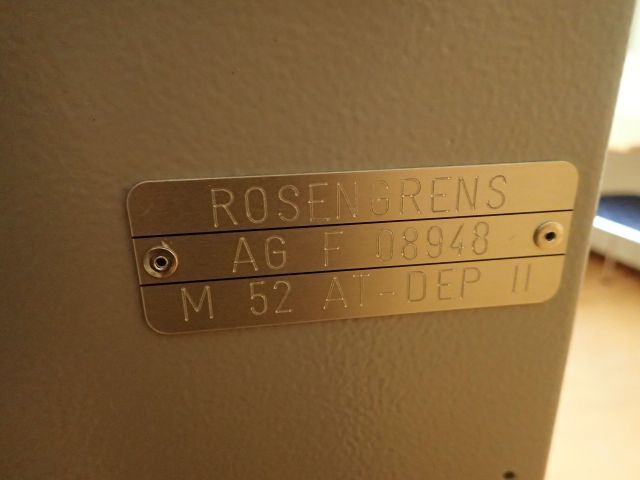 ROSENGRENS
AG F 08948
M 52 AT-DEP II